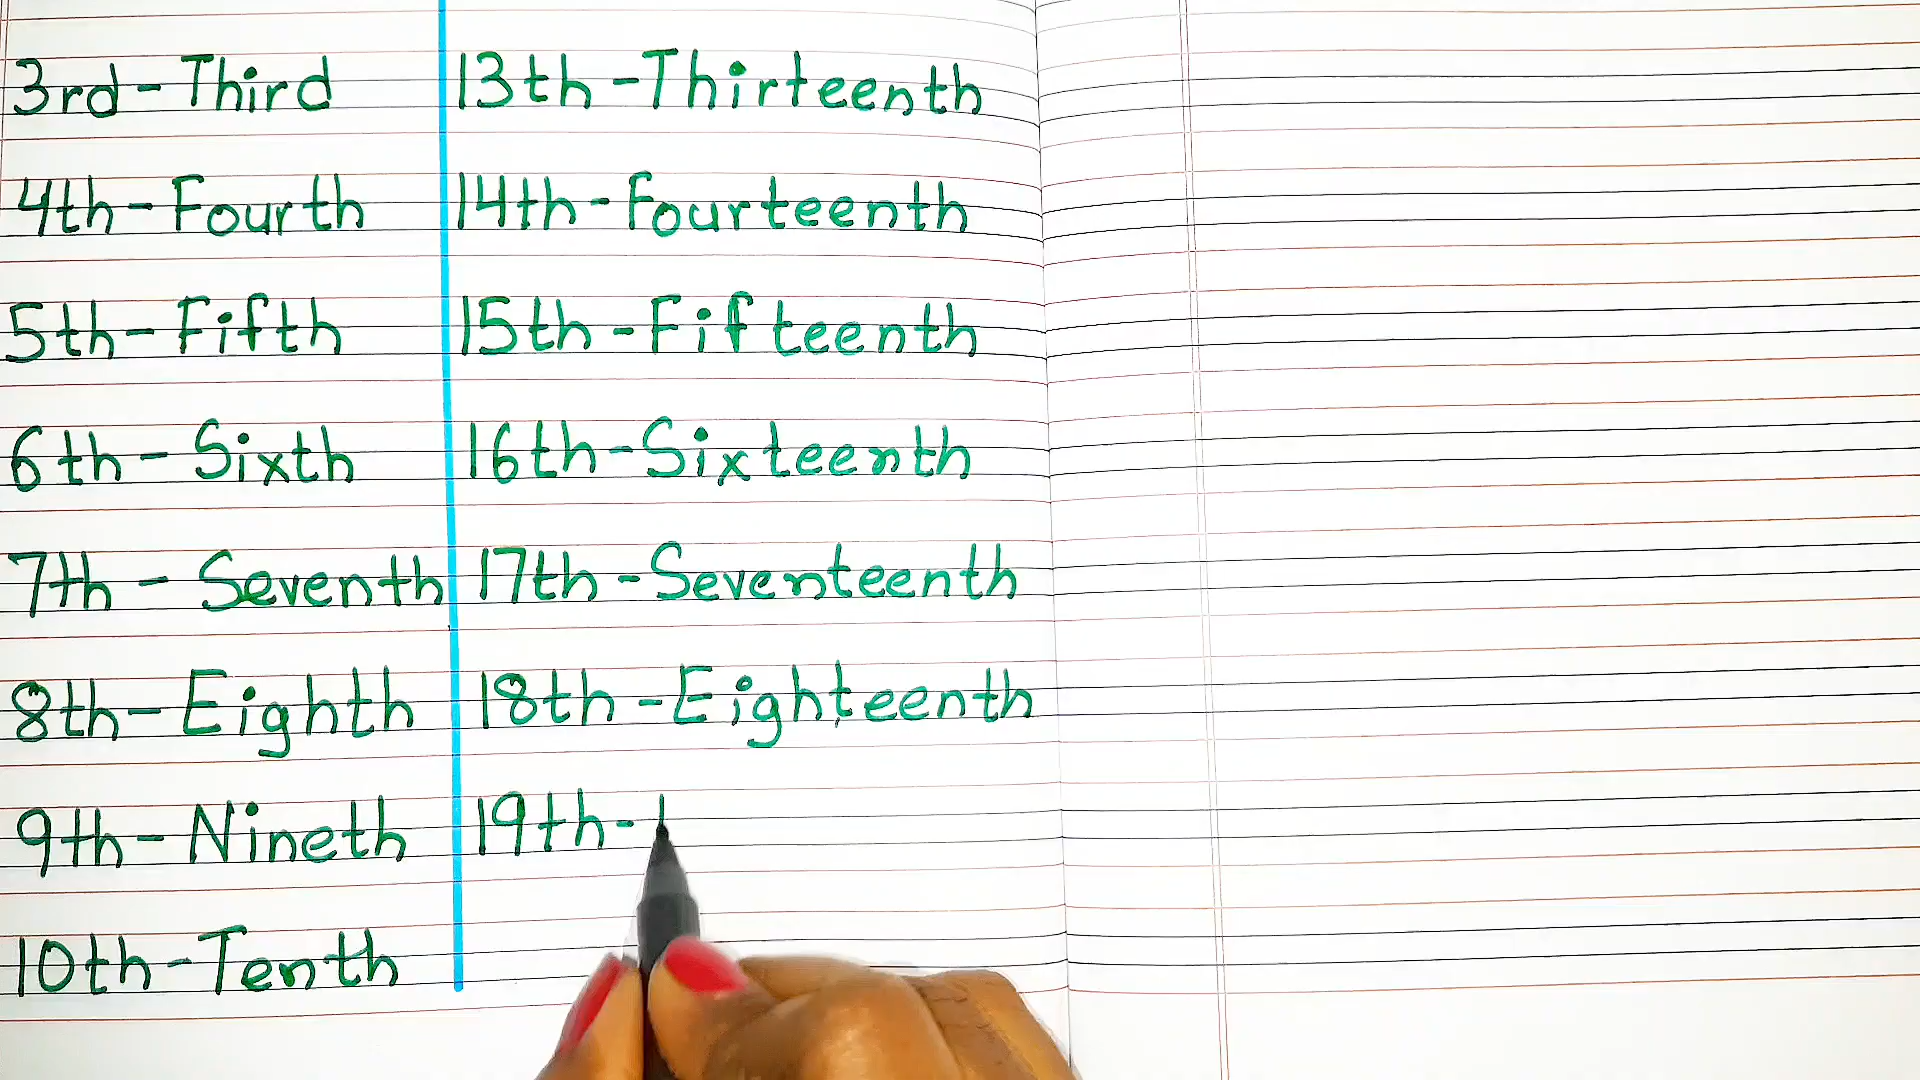 3rd-Third
4th-Fourth
5th-Fifth
6th-Sixth
7th-Seventh
8th-Eighth
9th-Nineth
10th-Tenth
13th-Thirteenth
14th-Fourteenth
15th-Fifteenth
16th-Sixteenth
17th-Seventeenth
18th-Eighteenth
19th-